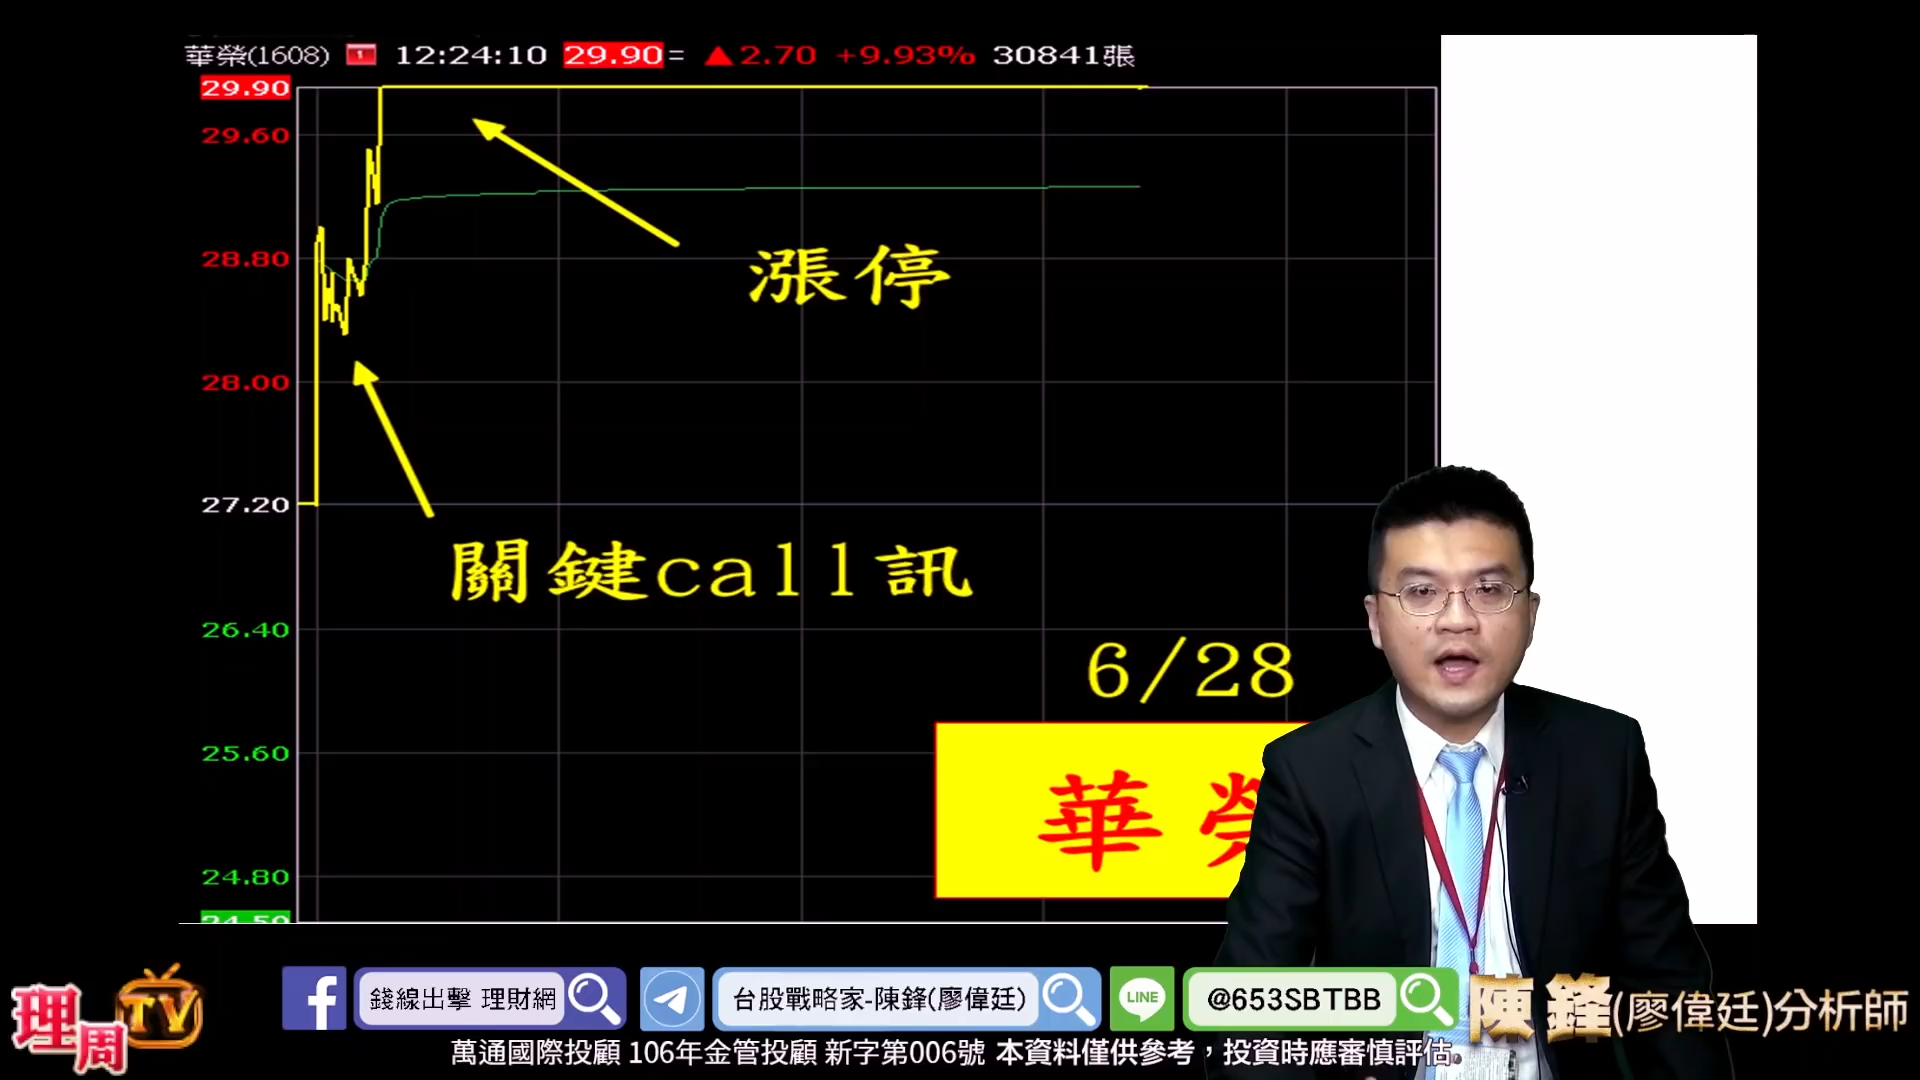 華榮(1608) 1 12:24:10 29.90= ▲2.70 +9.93% 30841張
29.90
29.60
28.80
28.00
27.20
26.40
25.60
24.80
24.50
漲停
關鍵call訊
6/28
華榮
理周TV
f 錢線出擊 理財網
台股戰略家-陳鋒(廖偉廷)
LINE @653SBTBB
陳鋒(廖偉廷)分析師
萬通國際投顧 106年金管投顧 新字第006號 本資料僅供參考，投資時應審慎評估。